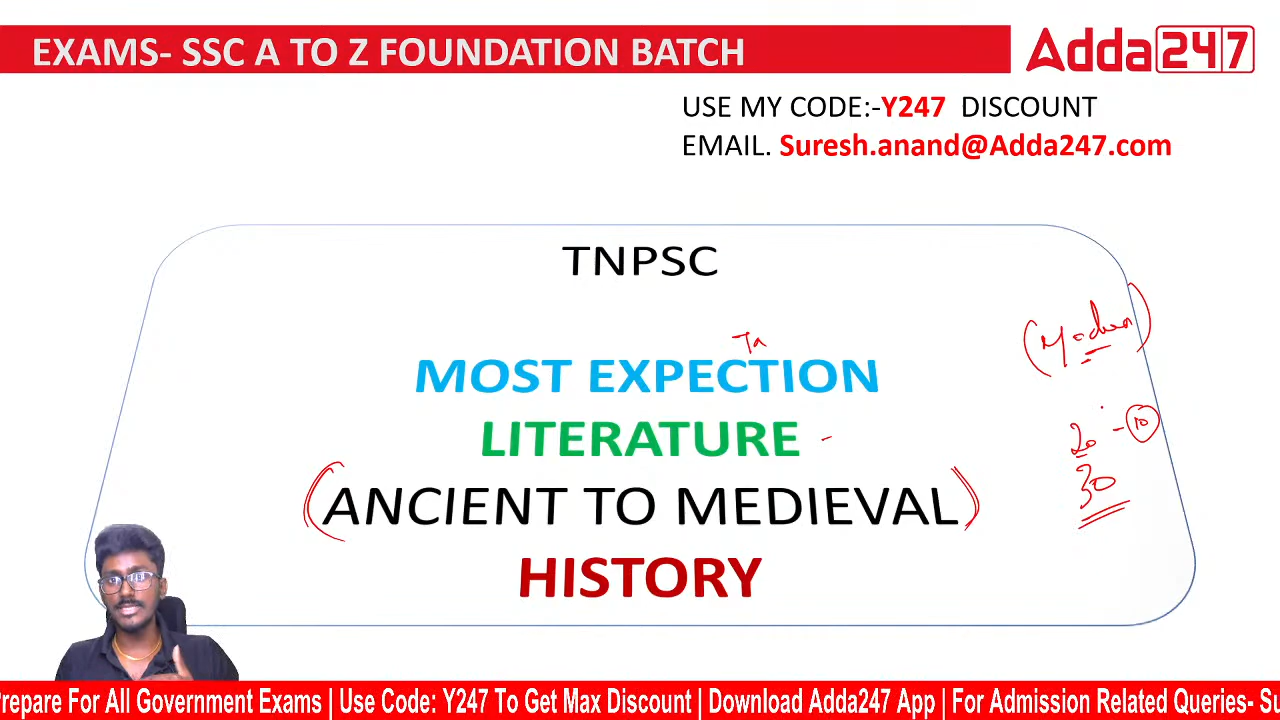 EXAMS- SSC A TO Z FOUNDATION BATCH
Adda247
USE MY CODE:-Y247 DISCOUNT
EMAIL. Suresh.anand@Adda247.com
TNPSC
Ta
MOST EXPECTION
LITERATURE -
(ANCIENT TO MEDIEVAL)
HISTORY
(Modern)
20 - 10
30
Prepare For All Government Exams | Use Code: Y247 To Get Max Discount | Download Adda247 App | For Admission Related Queries- Su